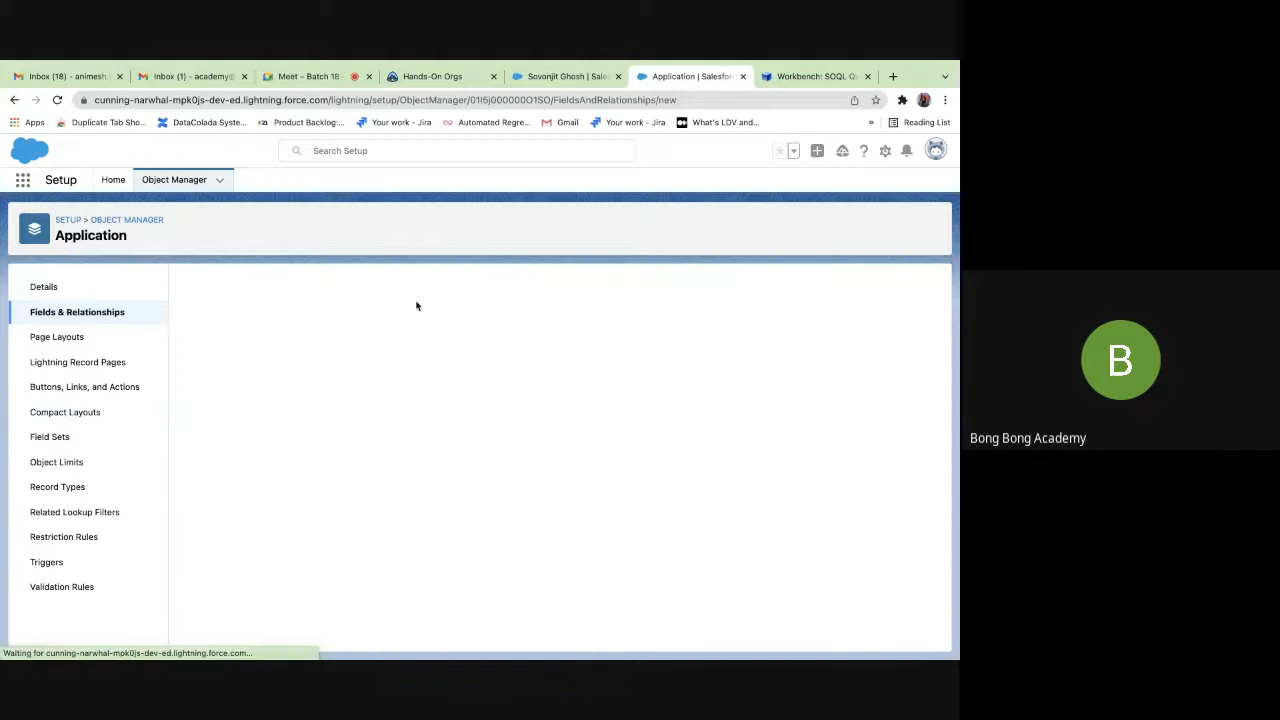 Inbox (18) - animesh.
Inbox (1) - academy@
Meet – Batch 18
Hands-On Orgs
Sovonjit Ghosh | Sale
Application | Salesfor
Workbench: SOQL Qu
cunning-narwhal-mpk0js-dev-ed.lightning.force.com/lightning/setup/ObjectManager/01I5j000000O1SO/FieldsAndRelationships/new
Apps
Duplicate Tab Sho...
DataColada Syste...
Product Backlog:...
Your work - Jira
Automated Regre...
Gmail
Your work - Jira
What's LDV and...
»
Reading List
Search Setup
Setup
Home
Object Manager
SETUP > OBJECT MANAGER
Application
Details
Fields & Relationships
Page Layouts
Lightning Record Pages
Buttons, Links, and Actions
Compact Layouts
Field Sets
Object Limits
Record Types
Related Lookup Filters
Restriction Rules
Triggers
Validation Rules
Waiting for cunning-narwhal-mpk0js-dev-ed.lightning.force.com...
B
Bong Bong Academy